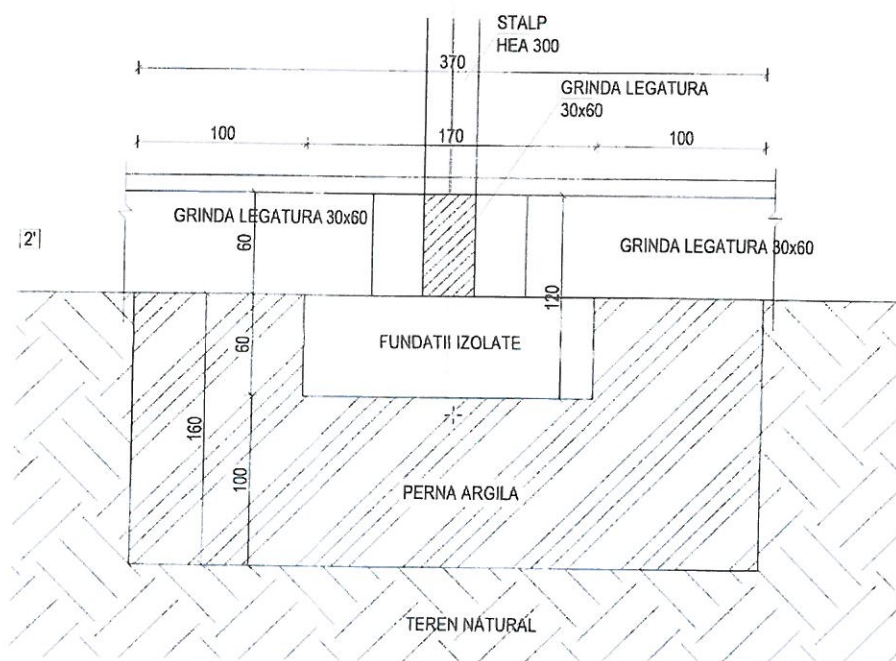 STALP
HEA 300
370
GRINDA LEGATURA
30x60
100
170
100
GRINDA LEGATURA 30x60
60
|2'|
GRINDA LEGATURA 30x60
120
60
FUNDATII IZOLATE
160
100
PERNA ARGILA
TEREN NATURAL